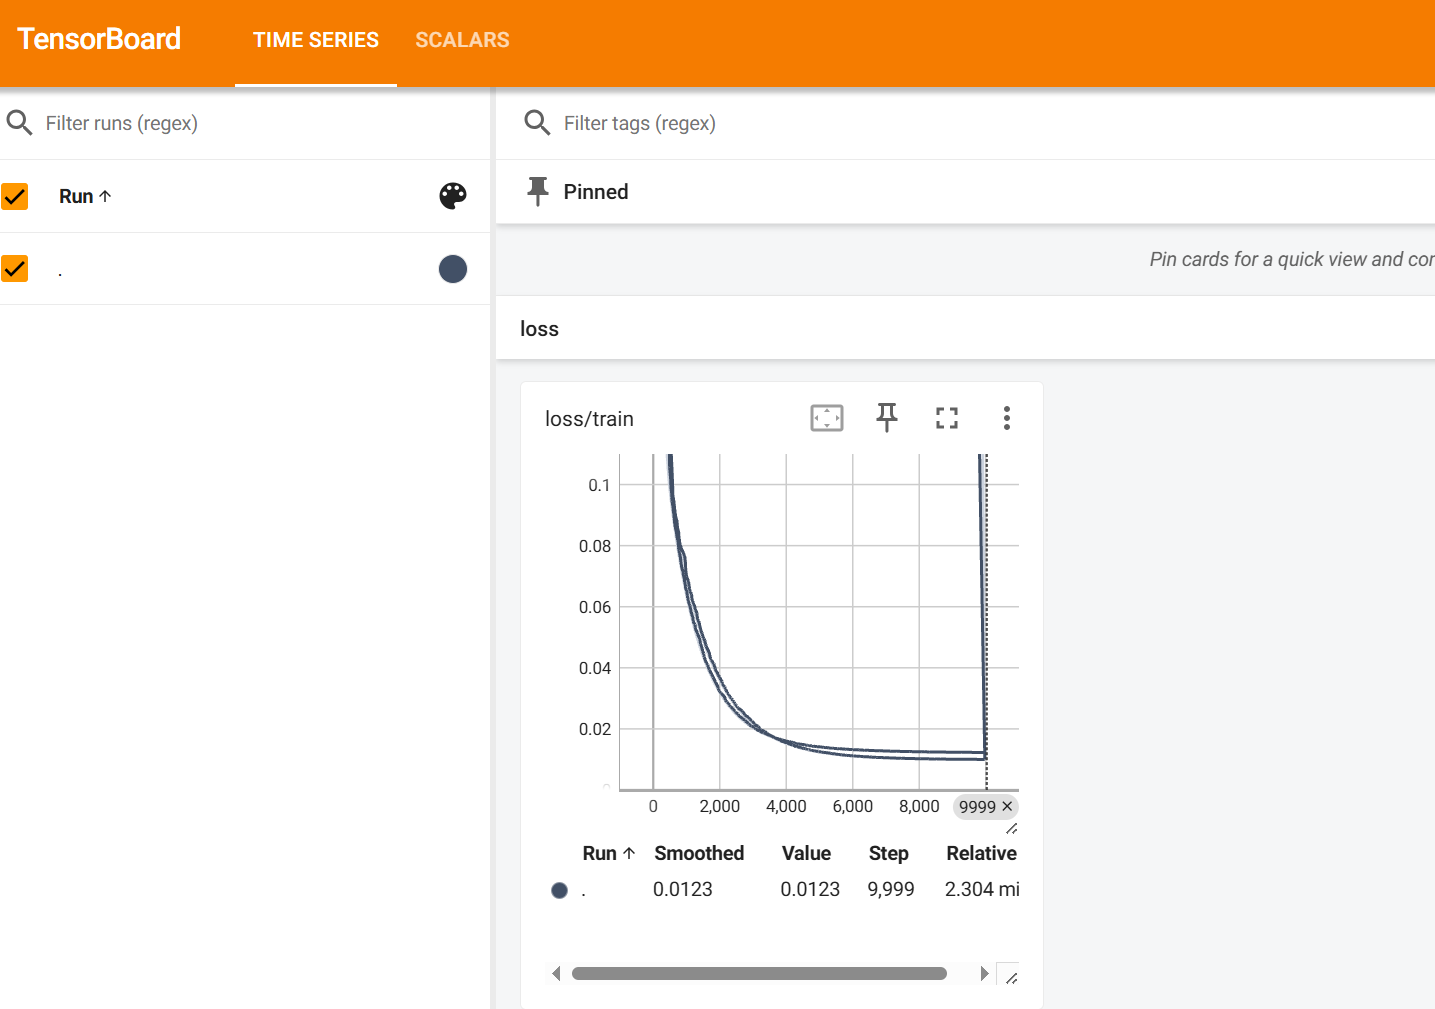 TensorBoard TIME SERIES SCALARS
Filter runs (regex)
Run ↑
.
Filter tags (regex)
Pinned
Pin cards for a quick view and
loss
loss/train
0.1
0.08
0.06
0.04
0.02
0 2,000 4,000 6,000 8,000 9999 ×
Run ↑ Smoothed Value Step Relative
. 0.0123 0.0123 9,999 2.304